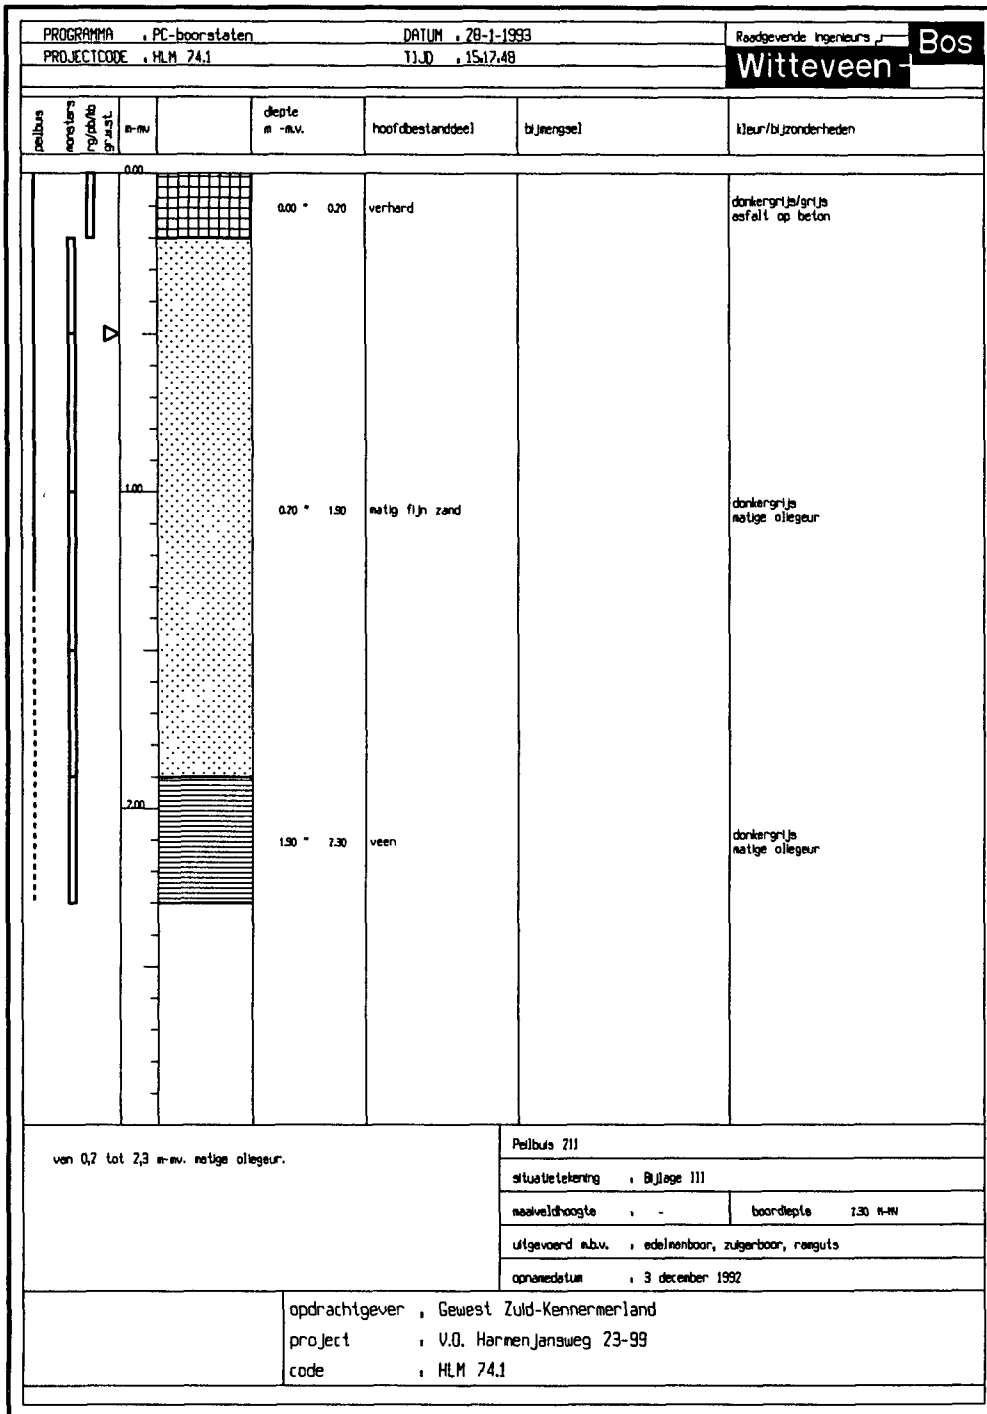 PROGRAMMA : PC-boorstaten DATUM : 28-1-1993
PROJECTCODE : HLM 74.1 TIJD : 15:17:48
Raadgevende Ingenieurs
Witteveen Bos
peilbuis
monsters
rg/pb/kb
gr.w.st.
m-mv
diepte
m -m.v.
hoofdbestanddeel
bijmengsel
kleur/bijzonderheden
0.00
0.00 - 0.20 verhard
donkergrijs/grijs
asfalt op beton
1.00
0.20 - 1.90 matig fijn zand
donkergrijs
matige oliegeur
2.00
1.90 - 2.30 veen
donkergrijs
matige oliegeur
van 0,2 tot 2,3 m-mv. matige oliegeur.
Peilbuis 211
situatietekening : Bijlage III
maaiveldhoogte : - boordiepte 2.30 M-MV
uitgevoerd m.b.v. : edelmanboor, zuigerboor, ramguts
opnamedatum : 3 december 1992
opdrachtgever : Gewest Zuid-Kennermerland
project : V.O. Harmenjansweg 23-99
code : HLM 74.1